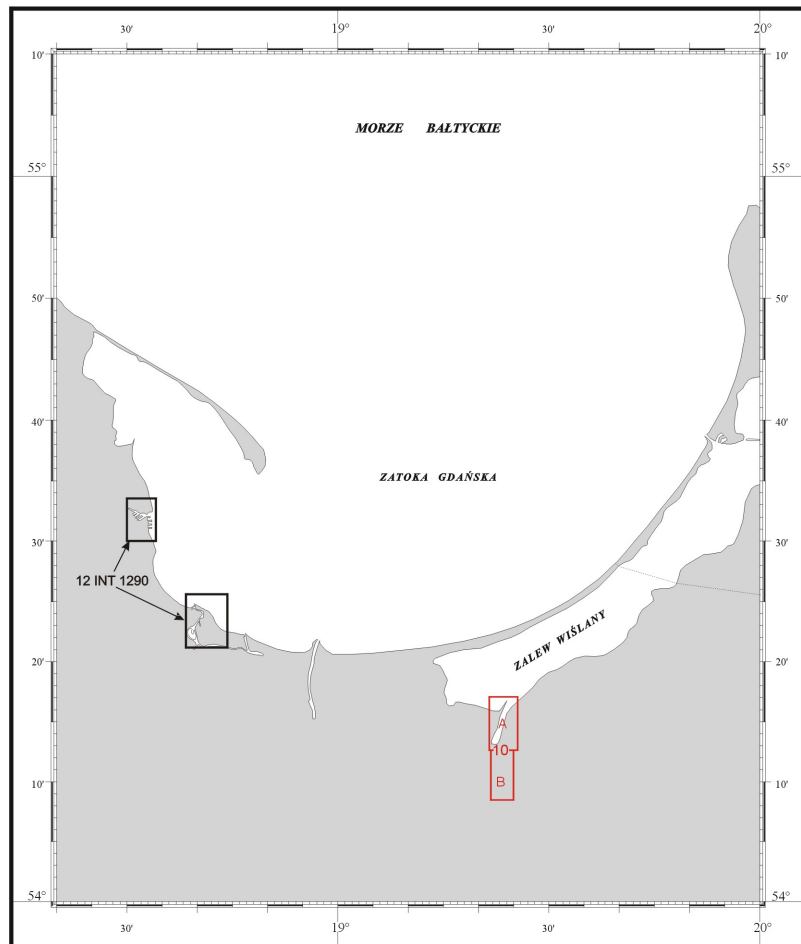 30' 19° 30' 20°
10' 10'
MORZE BAŁTYCKIE
55° 55°
50' 50'
40' 40'
ZATOKA GDAŃSKA
30' 30'
12 INT 1290
ZALEW WIŚLANY
20' 20'
A
10
B
10' 10'
54° 54°
30' 19° 30' 20°